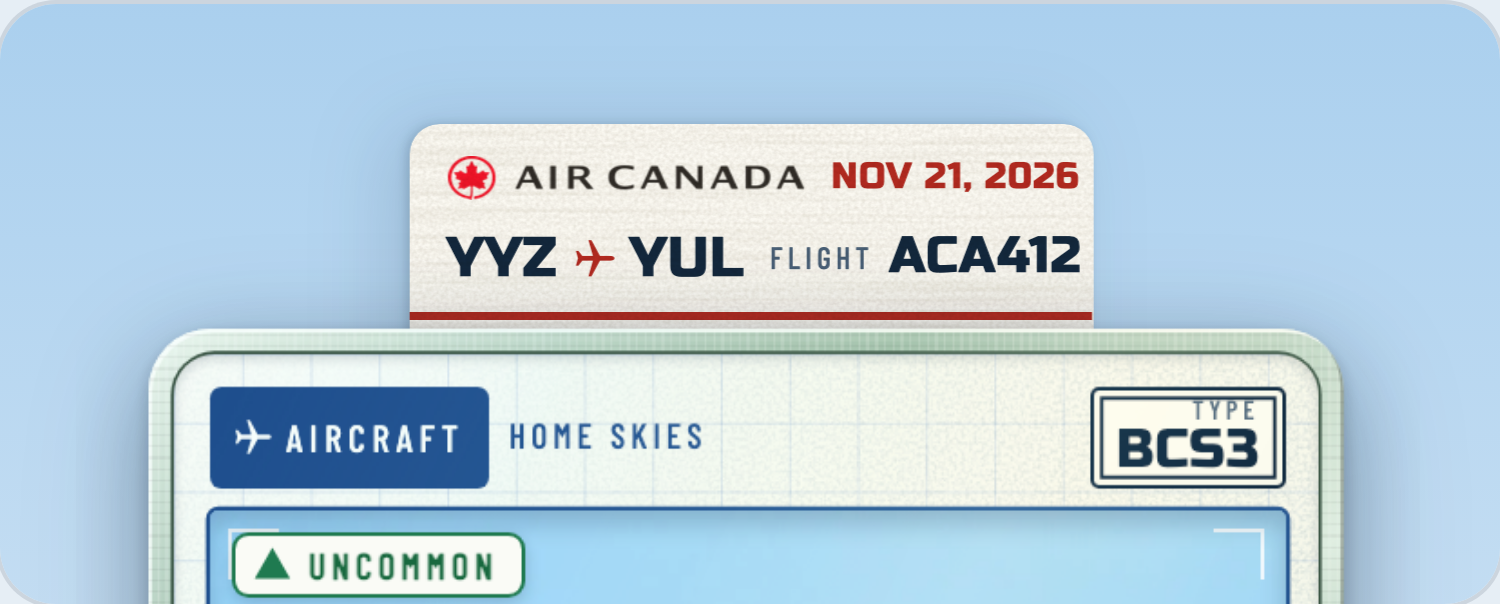 AIR CANADA NOV 21, 2026
YYZ YUL FLIGHT ACA412
AIRCRAFT HOME SKIES
TYPE
BCS3
UNCOMMON